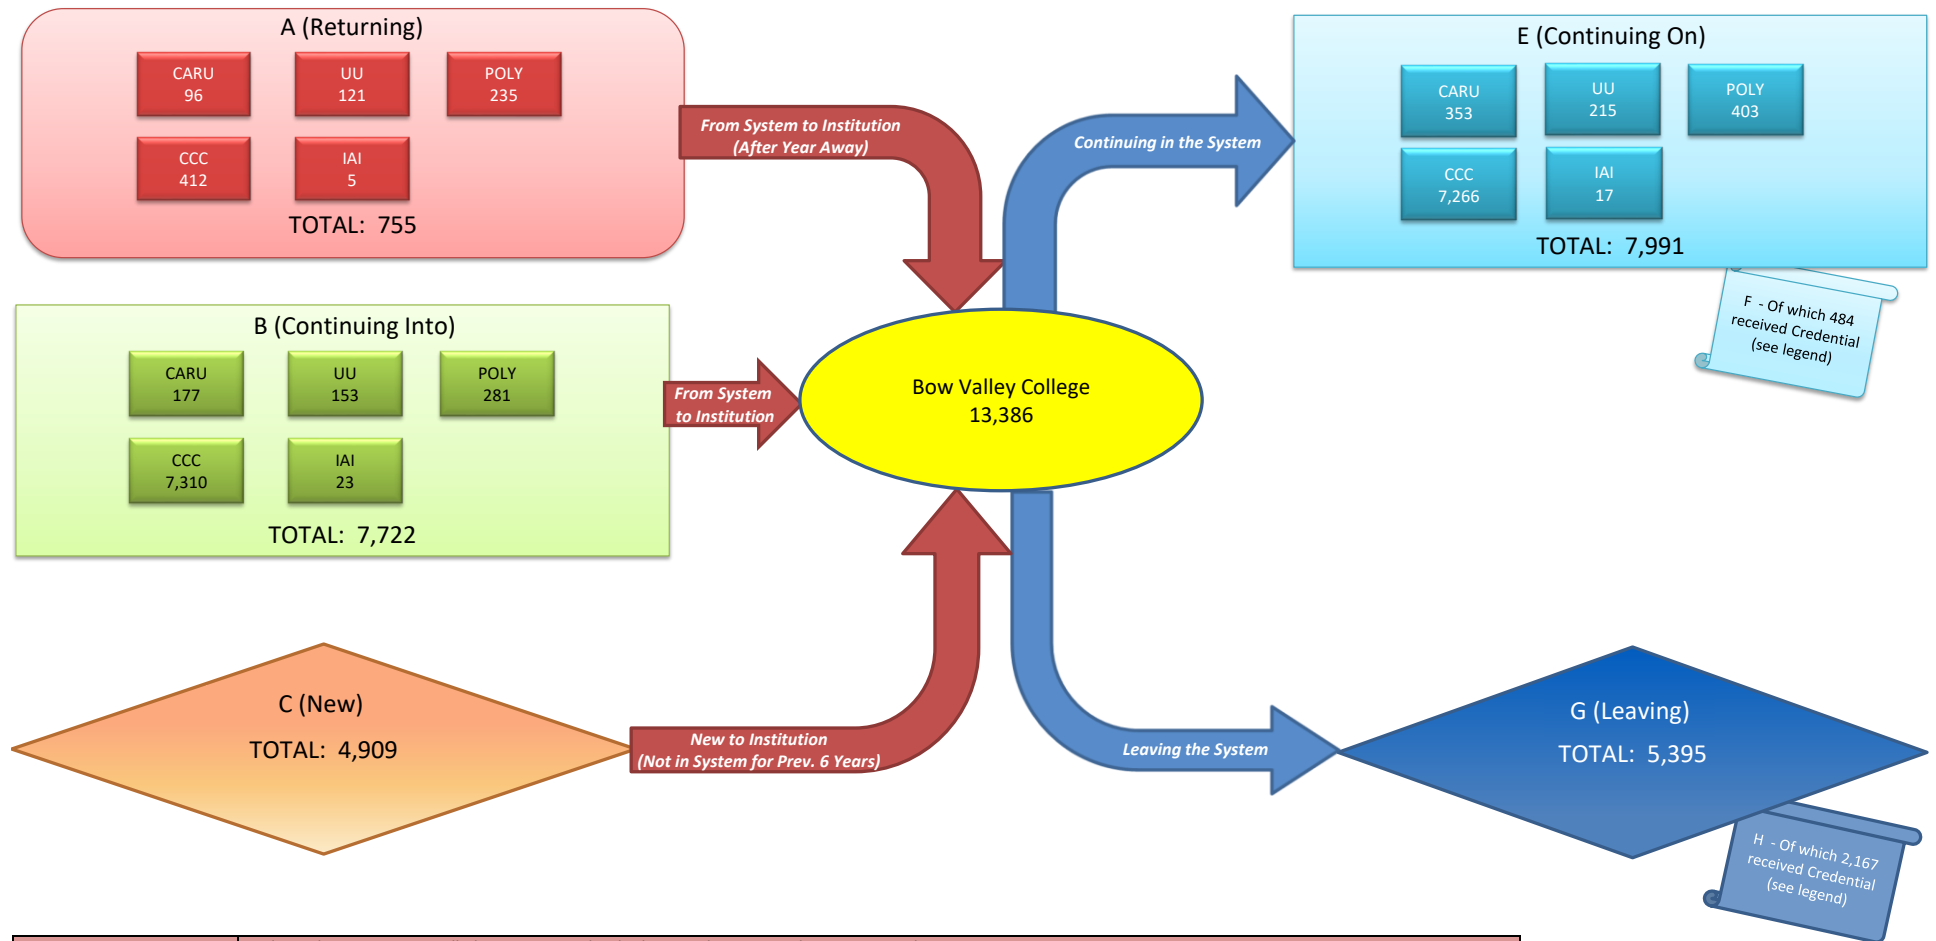 A (Returning)
CARU
96
UU
121
POLY
235
CCC
412
IAI
5
TOTAL: 755
From System to Institution
(After Year Away)
Continuing in the System
E (Continuing On)
CARU
353
UU
215
POLY
403
CCC
7,266
IAI
17
TOTAL: 7,991
F - Of which 484
received Credential
(see legend)
B (Continuing Into)
CARU
177
UU
153
POLY
281
CCC
7,310
IAI
23
TOTAL: 7,722
From System
to Institution
Bow Valley College
13,386
C (New)
TOTAL: 4,909
New to Institution
(Not in System for Prev. 6 Years)
Leaving the System
G (Leaving)
TOTAL: 5,395
H - Of which 2,167
received Credential
(see legend)